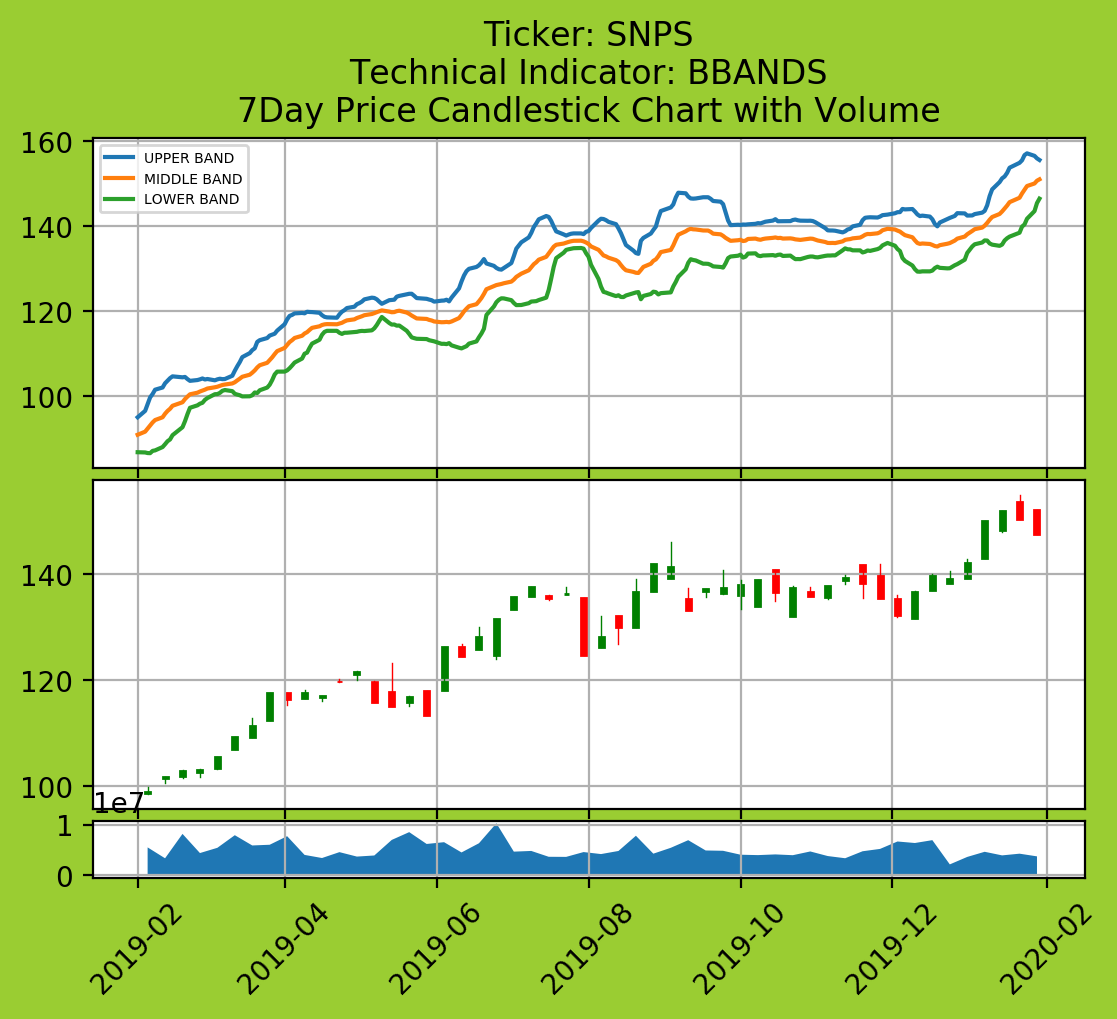 Ticker: SNPS
Technical Indicator: BBANDS
7Day Price Candlestick Chart with Volume
160
140
120
100
UPPER BAND
MIDDLE BAND
LOWER BAND
140
120
100
1e7
1
0
2019-02
2019-04
2019-06
2019-08
2019-10
2019-12
2020-02